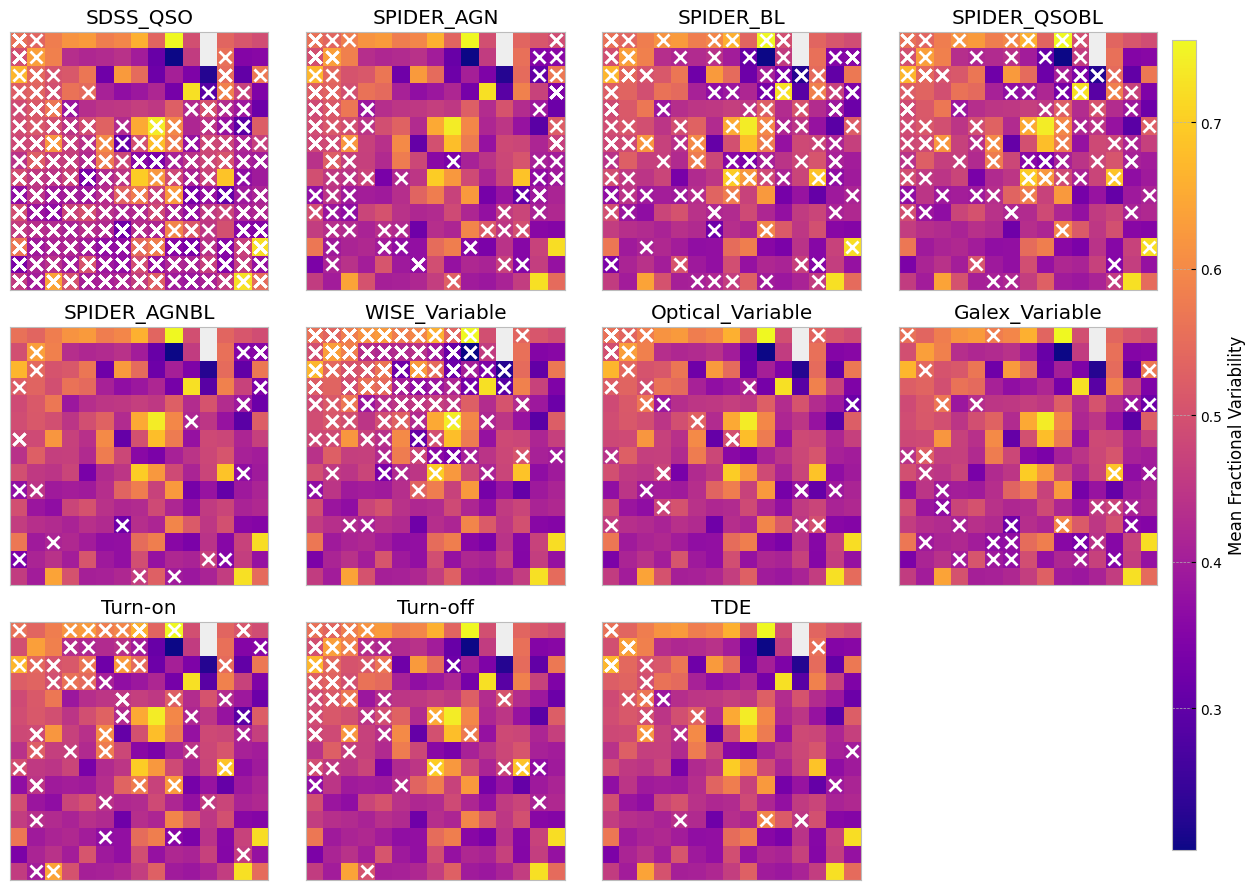 SDSS_QSO
SPIDER_AGN
SPIDER_BL
SPIDER_QSOBL
SPIDER_AGNBL
WISE_Variable
Optical_Variable
Galex_Variable
Turn-on
Turn-off
TDE
0.7
0.6
0.5
0.4
0.3
Mean Fractional Variability